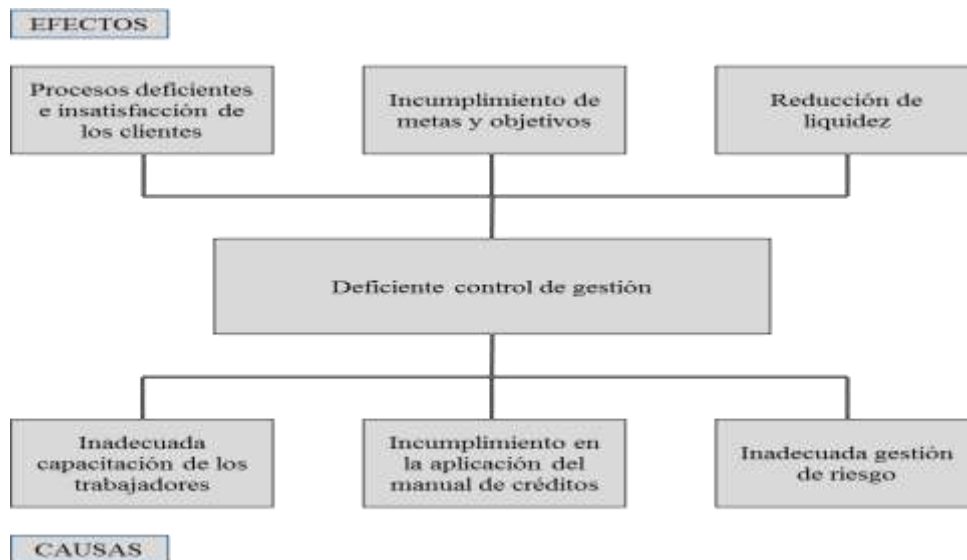 EFECTOS
Procesos deficientes
e insatisfacción de
los clientes
Incumplimiento de
metas y objetivos
Reducción de
liquidez
Deficiente control de gestión
Inadecuada
capacitación de los
trabajadores
Incumplimiento en
la aplicación del
manual de créditos
Inadecuada gestión
de riesgo
CAUSAS